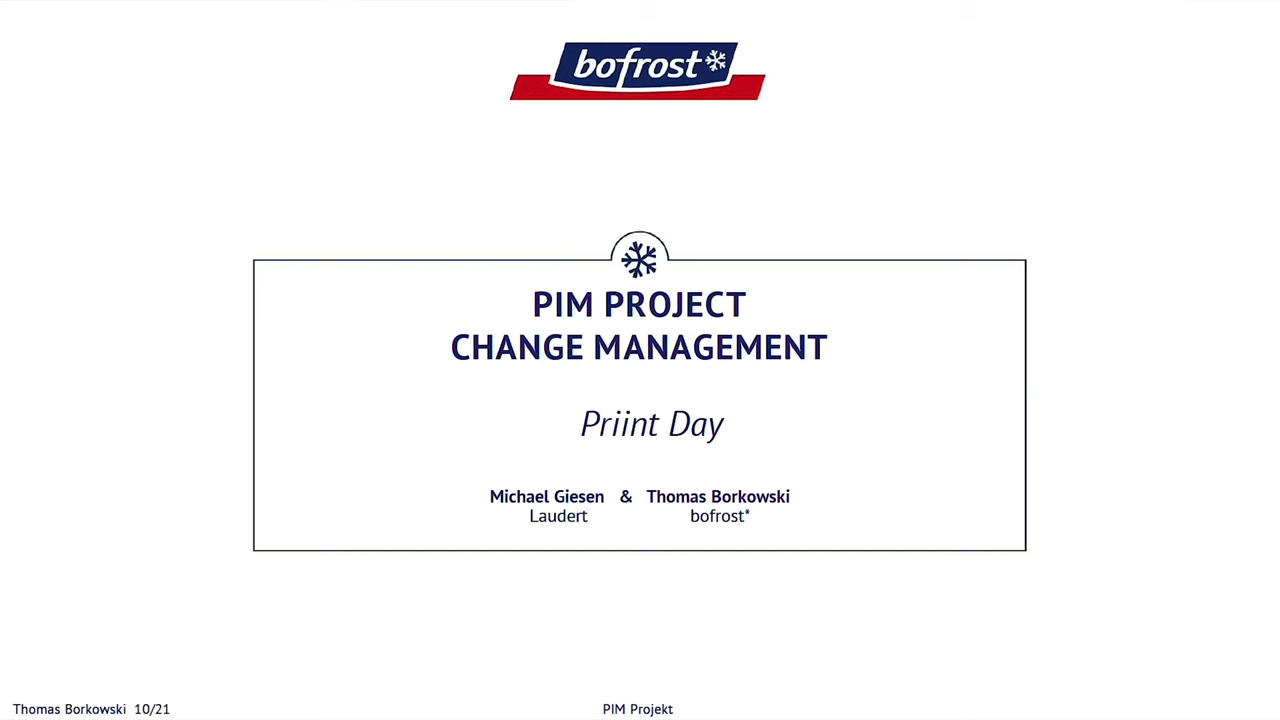 bofrost*
PIM PROJECT
CHANGE MANAGEMENT
Priint Day
Michael Giesen & Thomas Borkowski
Laudert bofrost*
Thomas Borkowski 10/21 PIM Projekt